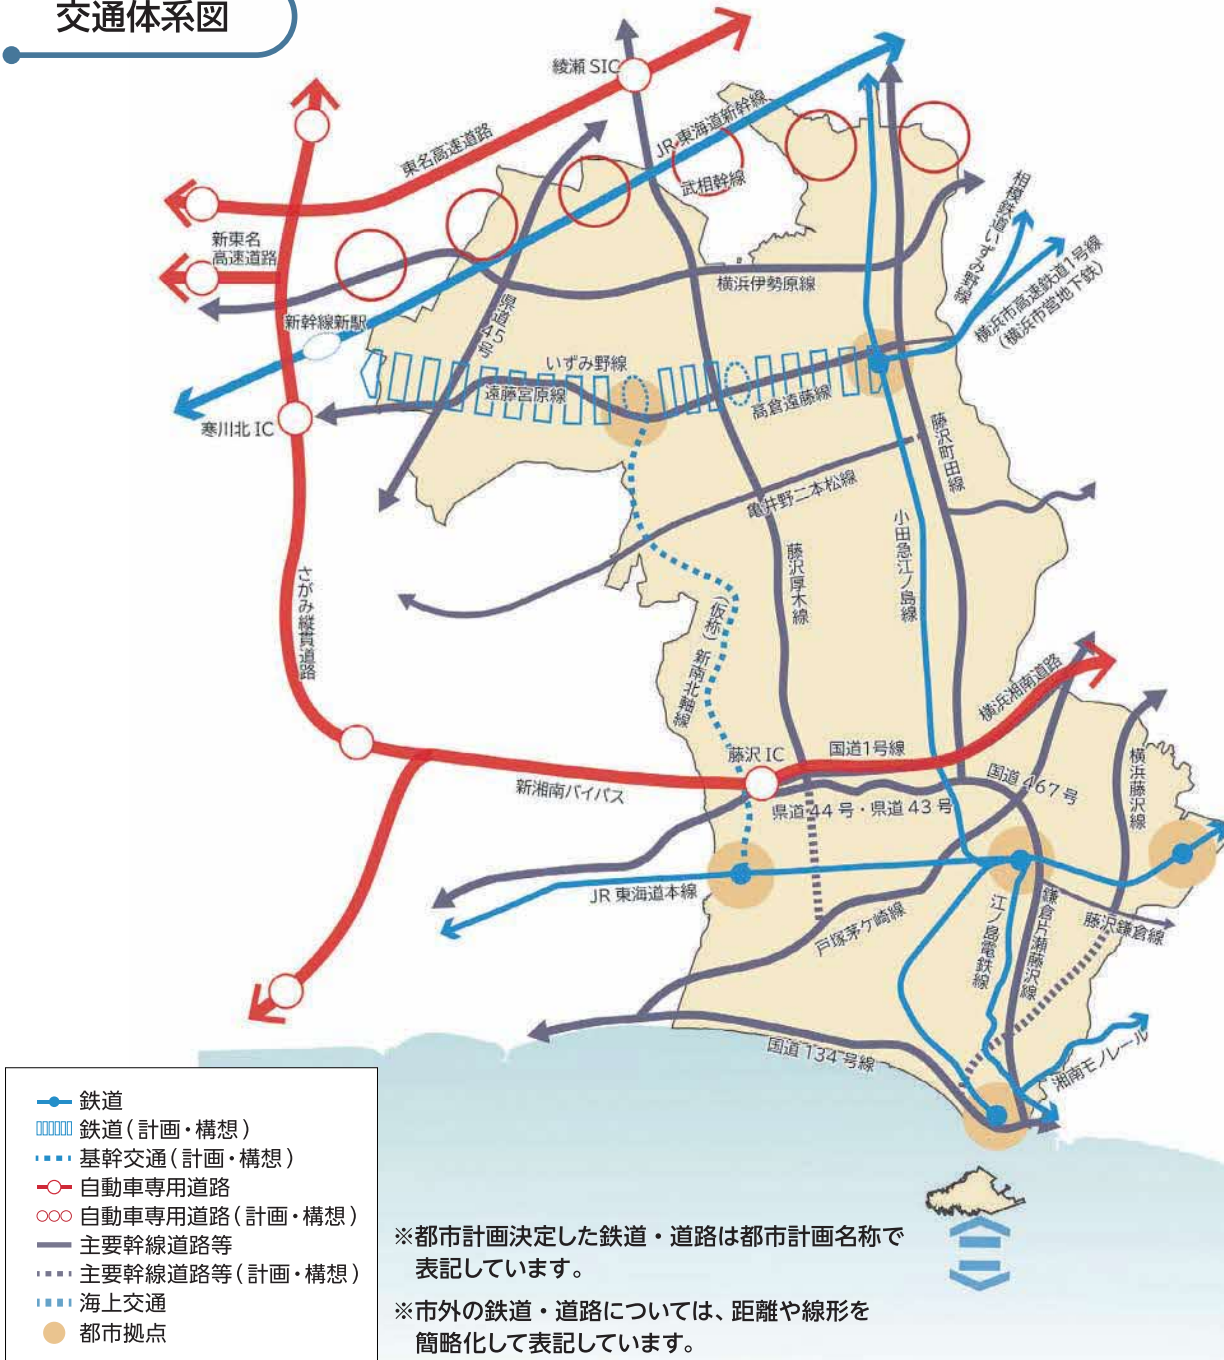 交通体系図
綾瀬 SIC
東名高速道路
JR 東海道新幹線
武相幹線
新東名
高速道路
相模鉄道いずみ野線
横浜市高速鉄道1号線
(横浜市営地下鉄)
横浜伊勢原線
県道45号
新幹線新駅
いずみ野線
遠藤宮原線
高倉遠藤線
寒川北 IC
藤沢町田線
亀井野二本松線
小田急江ノ島線
藤沢厚木線
さがみ縦貫道路
(仮称)新南北軸線
横浜湘南道路
藤沢 IC
国道1号線
国道 467 号
横浜藤沢線
新湘南バイパス
県道 44 号・県道 43 号
JR 東海道本線
戸塚茅ケ崎線
江ノ島電鉄線
鎌倉片瀬藤沢線
藤沢鎌倉線
国道 134 号線
湘南モノレール
鉄道
鉄道(計画・構想)
基幹交通(計画・構想)
自動車専用道路
自動車専用道路(計画・構想)
主要幹線道路等
主要幹線道路等(計画・構想)
海上交通
都市拠点
※都市計画決定した鉄道・道路は都市計画名称で
表記しています。
※市外の鉄道・道路については、距離や線形を
簡略化して表記しています。